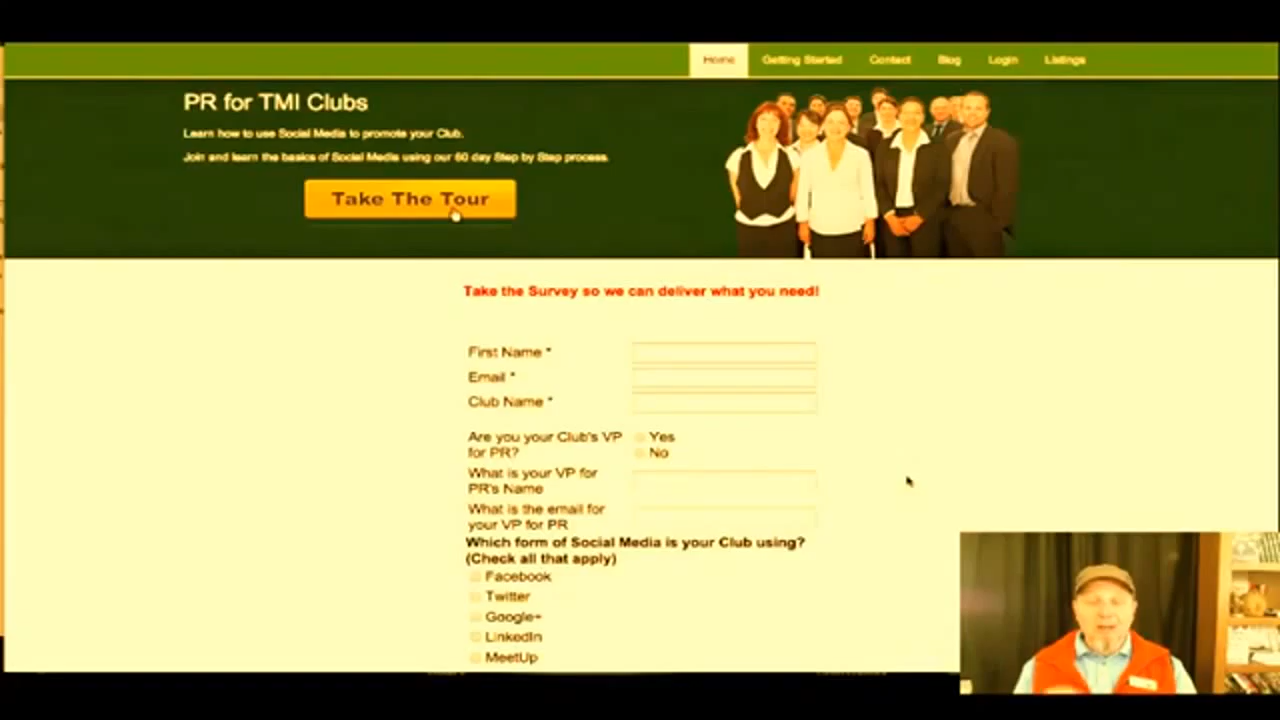 Home Getting Started Contact Blog Login Listings
PR for TMI Clubs
Learn how to use Social Media to promote your Club.
Join and learn the basics of Social Media using our 60 day Step by Step process.
Take The Tour
Take the Survey so we can deliver what you need!
First Name *
Email *
Club Name *
Are you your Club's VP
for PR?
Yes
No
What is your VP for
PR's Name
What is the email for
your VP for PR
Which form of Social Media is your Club using?
(Check all that apply)
Facebook
Twitter
Google+
LinkedIn
MeetUp